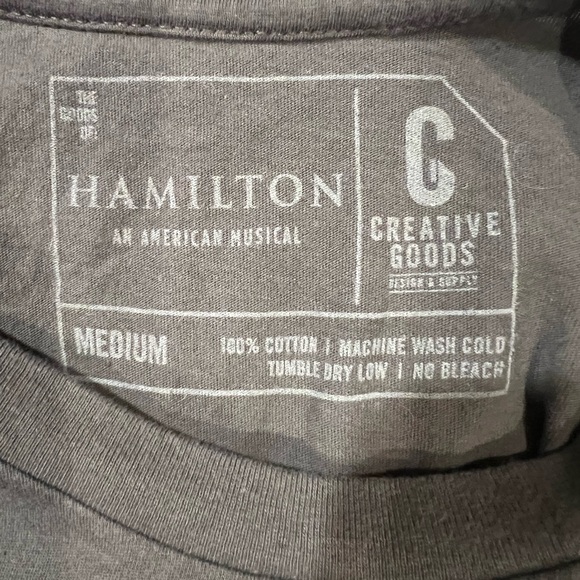 THE
GOODS
OF:
HAMILTON
AN AMERICAN MUSICAL
C
CREATIVE
GOODS
DESIGN & SUPPLY
MEDIUM
100% COTTON | MACHINE WASH COLD
TUMBLE DRY LOW | NO BLEACH